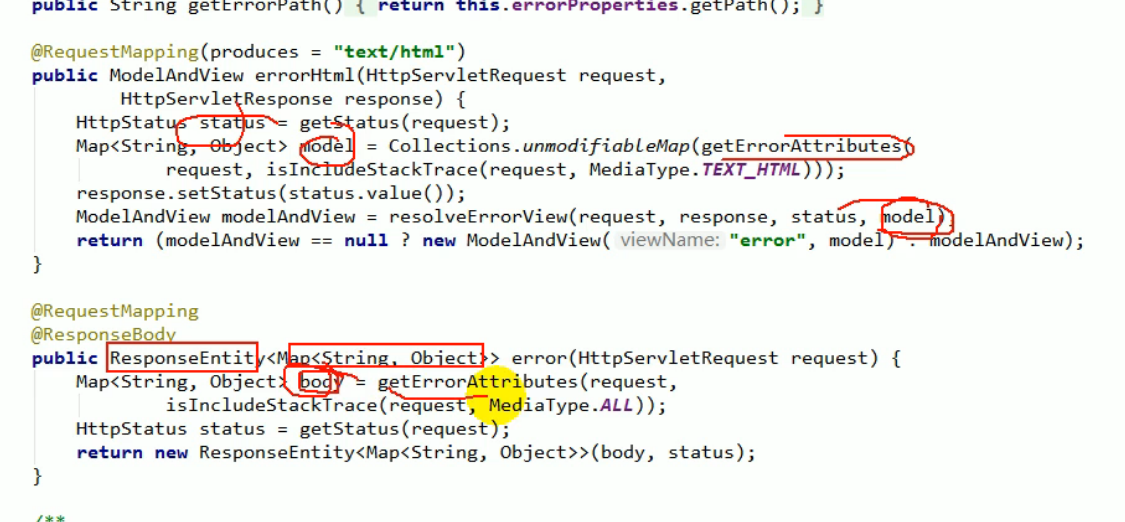 public String getErrorPath() { return this.errorProperties.getPath(); }
@RequestMapping(produces = "text/html")
public ModelAndView errorHtml(HttpServletRequest request,
HttpServletResponse response) {
HttpStatus status = getStatus(request);
Map<String, Object> model = Collections.unmodifiableMap(getErrorAttributes(
request, isIncludeStackTrace(request, MediaType.TEXT_HTML)));
response.setStatus(status.value());
ModelAndView modelAndView = resolveErrorView(request, response, status, model);
return (modelAndView == null ? new ModelAndView( viewName: "error", model) : modelAndView);
}
@RequestMapping
@ResponseBody
public ResponseEntity<Map<String, Object>> error(HttpServletRequest request) {
Map<String, Object> body = getErrorAttributes(request,
isIncludeStackTrace(request, MediaType.ALL));
HttpStatus status = getStatus(request);
return new ResponseEntity<Map<String, Object>>(body, status);
}
/**